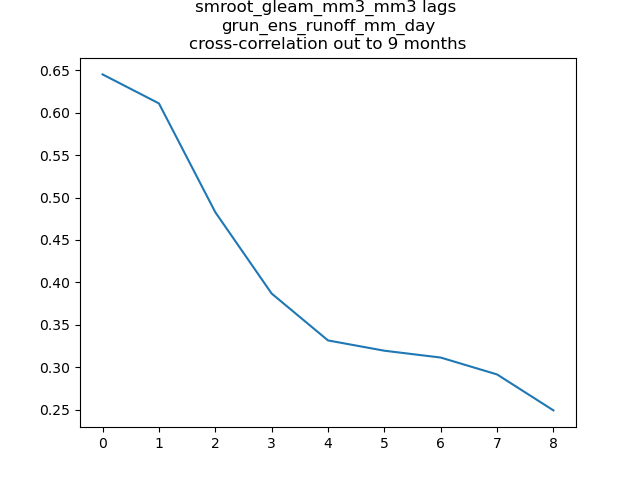 smroot_gleam_mm3_mm3 lags
grun_ens_runoff_mm_day
cross-correlation out to 9 months
0.65
0.60
0.55
0.50
0.45
0.40
0.35
0.30
0.25
0 1 2 3 4 5 6 7 8